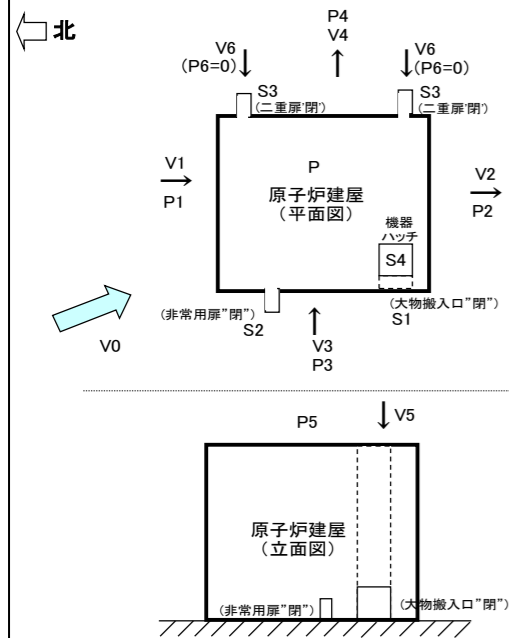 北
P4
V4
V6
(P6=0)
V6
(P6=0)
S3
(二重扉“閉”)
S3
(二重扉“閉”)
V1
P1
P
原子炉建屋
(平面図)
V2
P2
機器
ハッチ
S4
(非常用扉”閉”)
S2
(大物搬入口”閉”)
S1
V0
V3
P3
P5
V5
原子炉建屋
(立面図)
(非常用扉”閉”)
(大物搬入口”閉”)